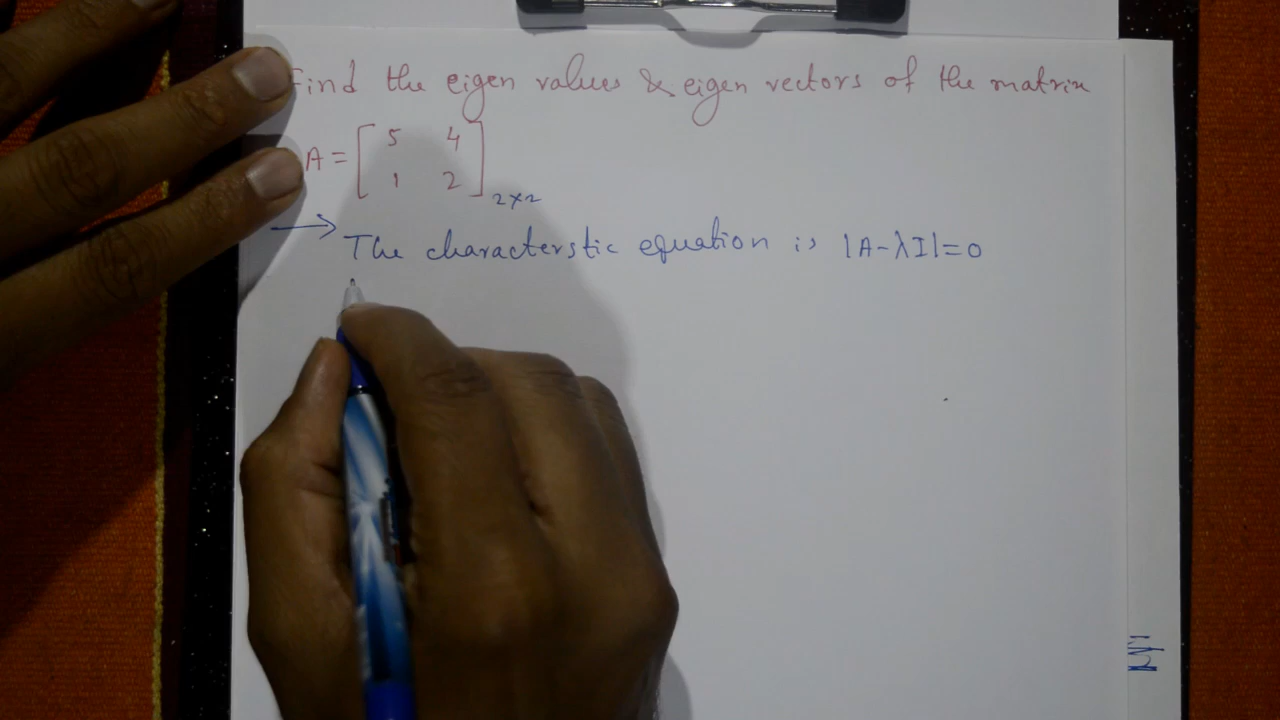 Find the eigen values & eigen vectors of the matrix
A = [ 5 4
1 2 ] 2×2
→ The characterstic equation is |A-λI|=0